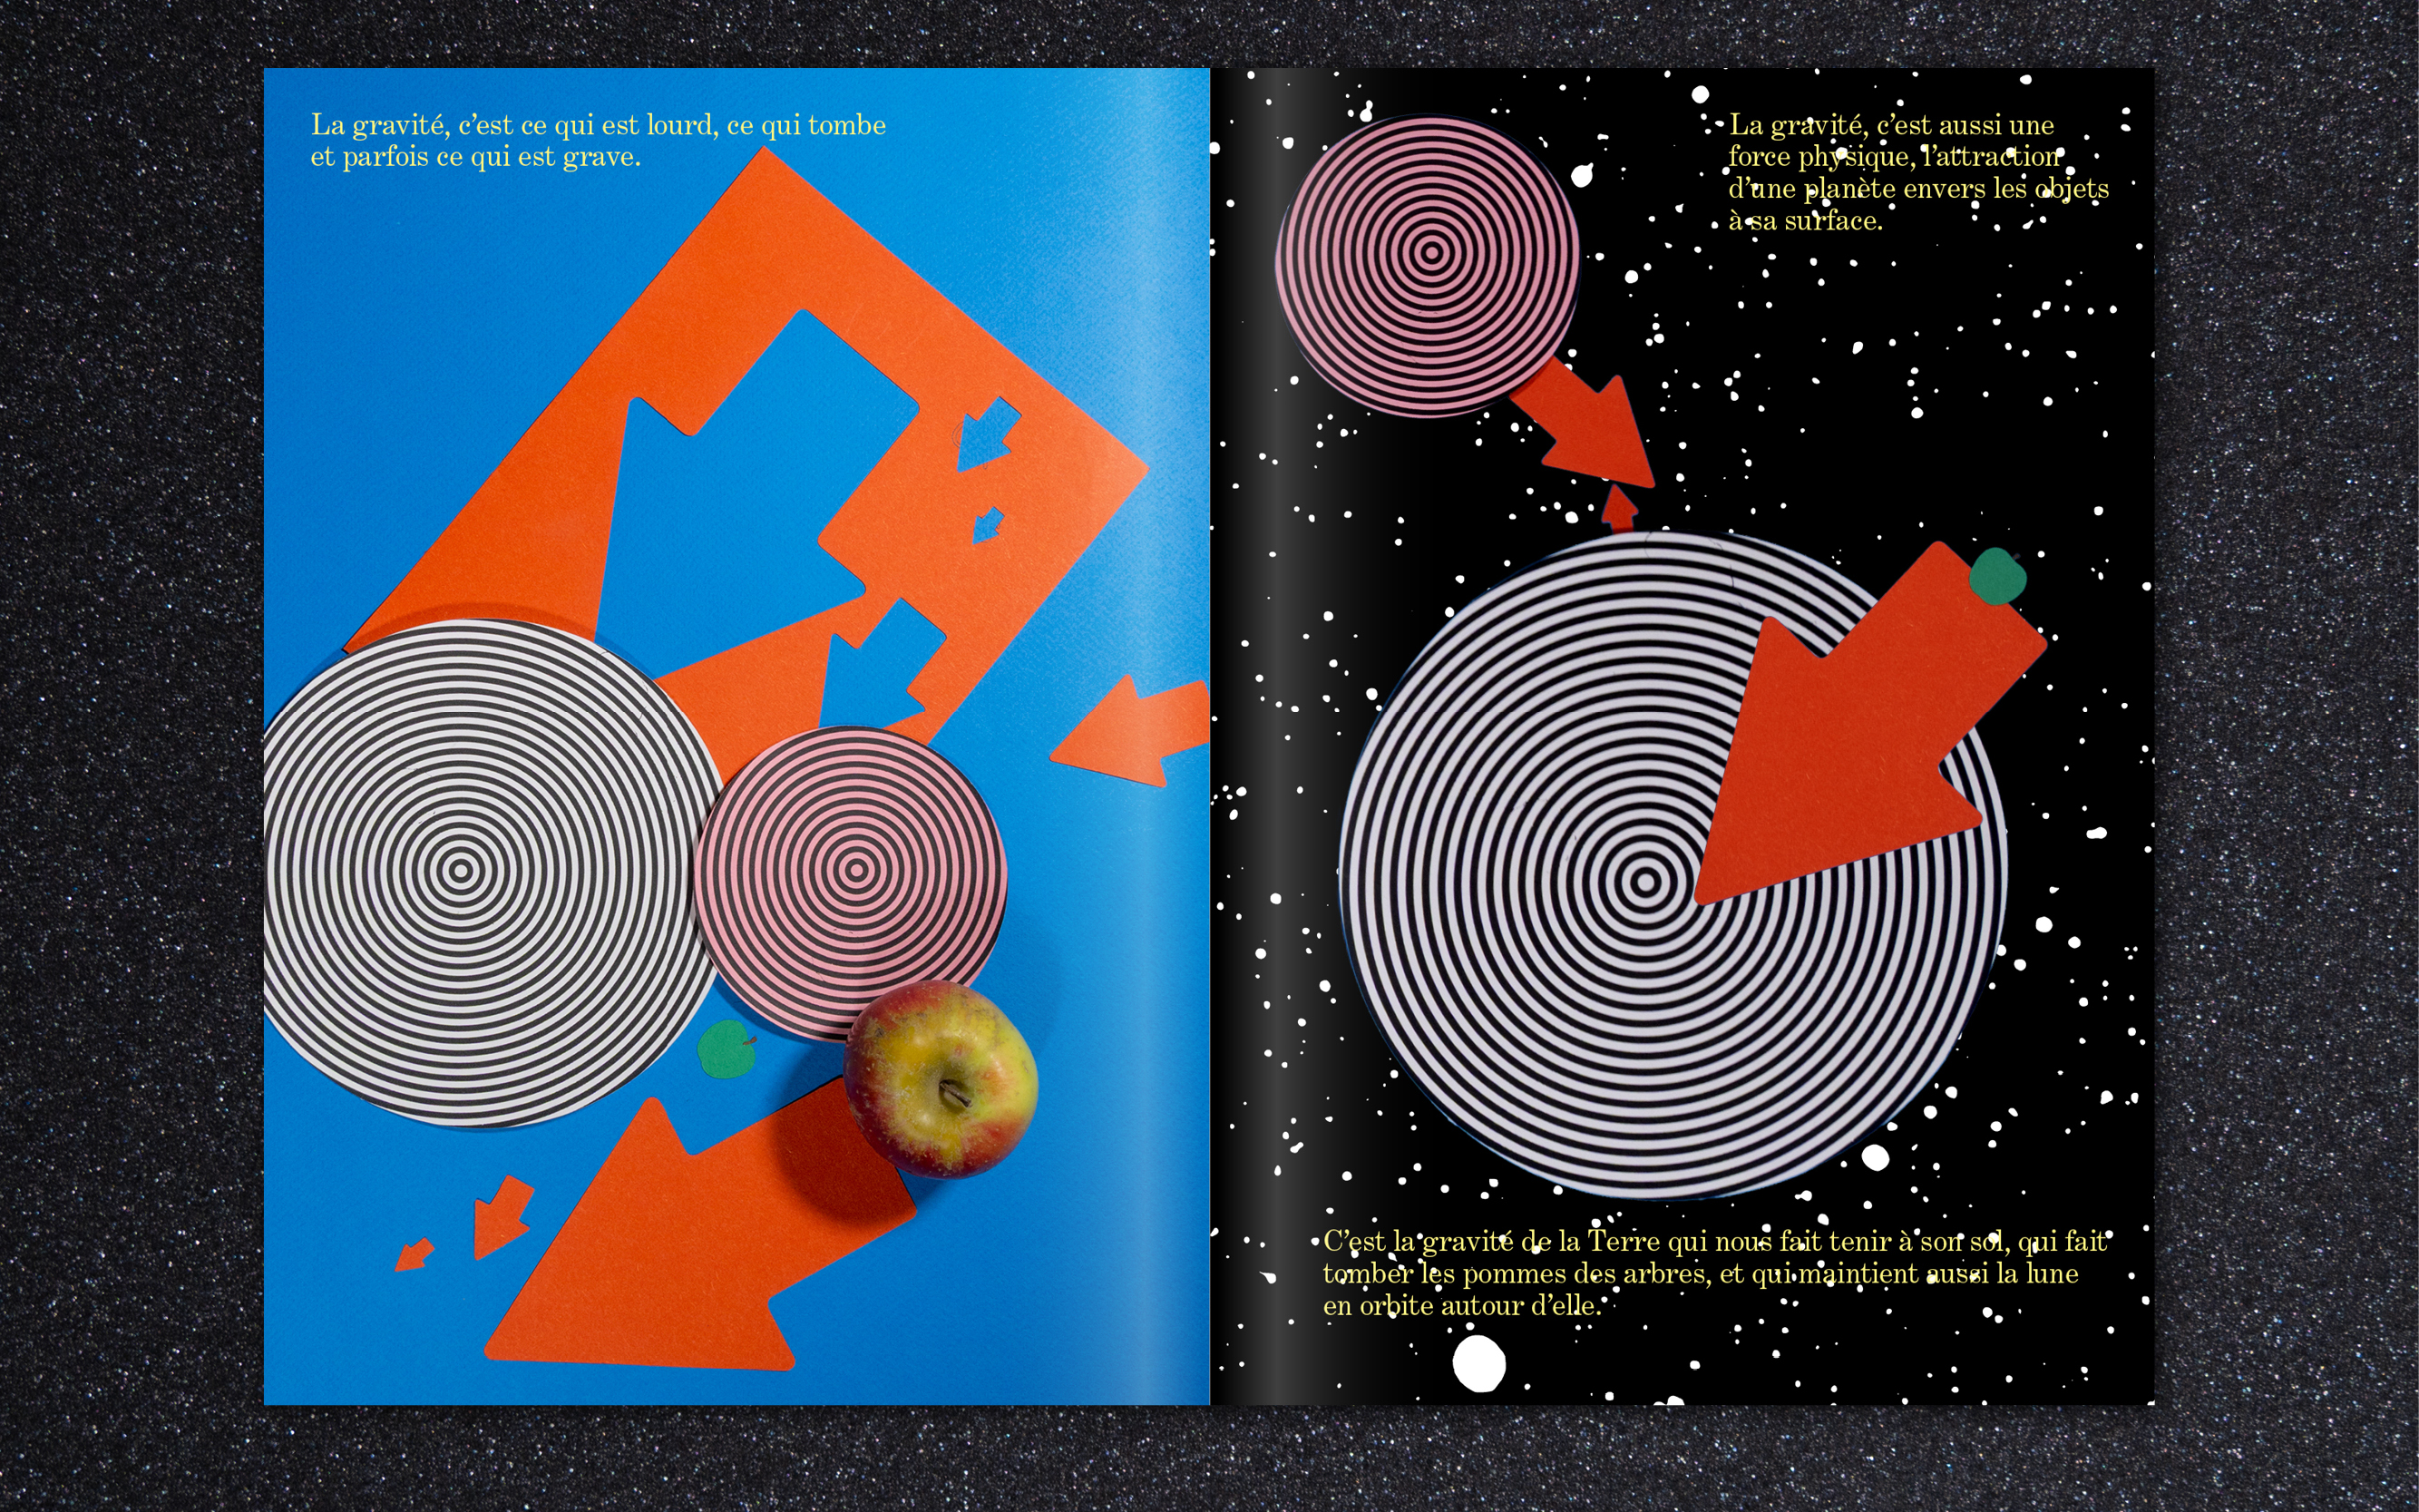 La gravité, c’est ce qui est lourd, ce qui tombe
et parfois ce qui est grave.
La gravité, c’est aussi une
force physique, l’attraction
d’une planète envers les objets
à sa surface.
C’est la gravité de la Terre qui nous fait tenir à son sol, qui fait
tomber les pommes des arbres, et qui maintient aussi la lune
en orbite autour d’elle.